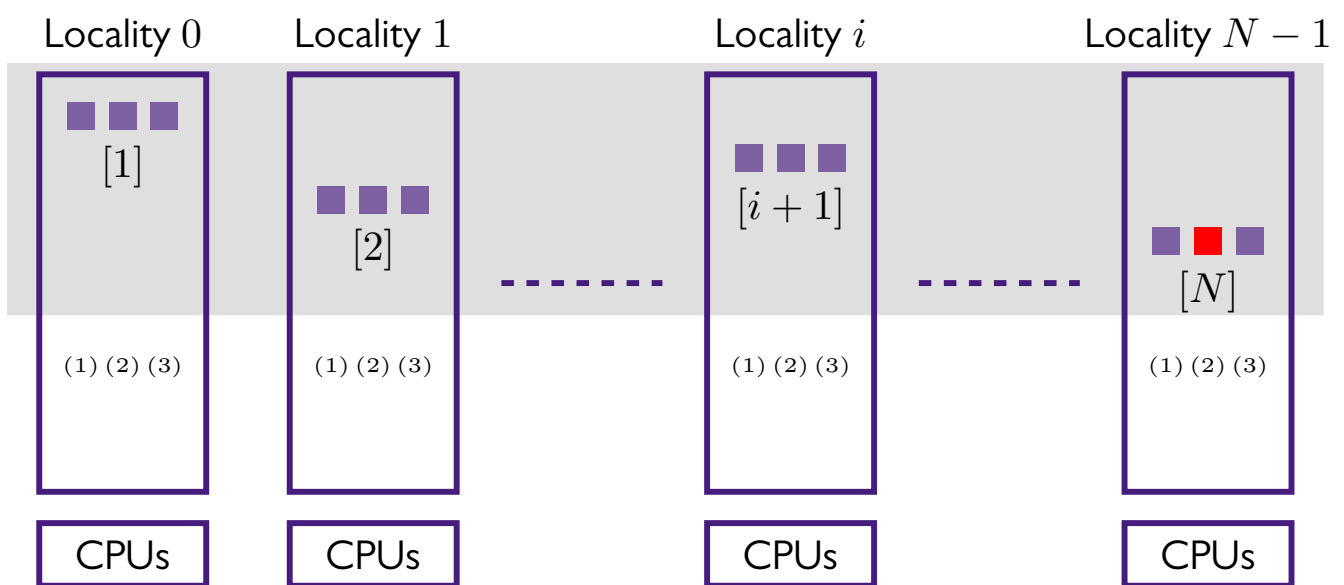 Locality 0 Locality 1 Locality i Locality N − 1
[1]
[i + 1]
[2]
[N]
(1) (2) (3) (1) (2) (3) (1) (2) (3) (1) (2) (3)
CPUs CPUs CPUs CPUs